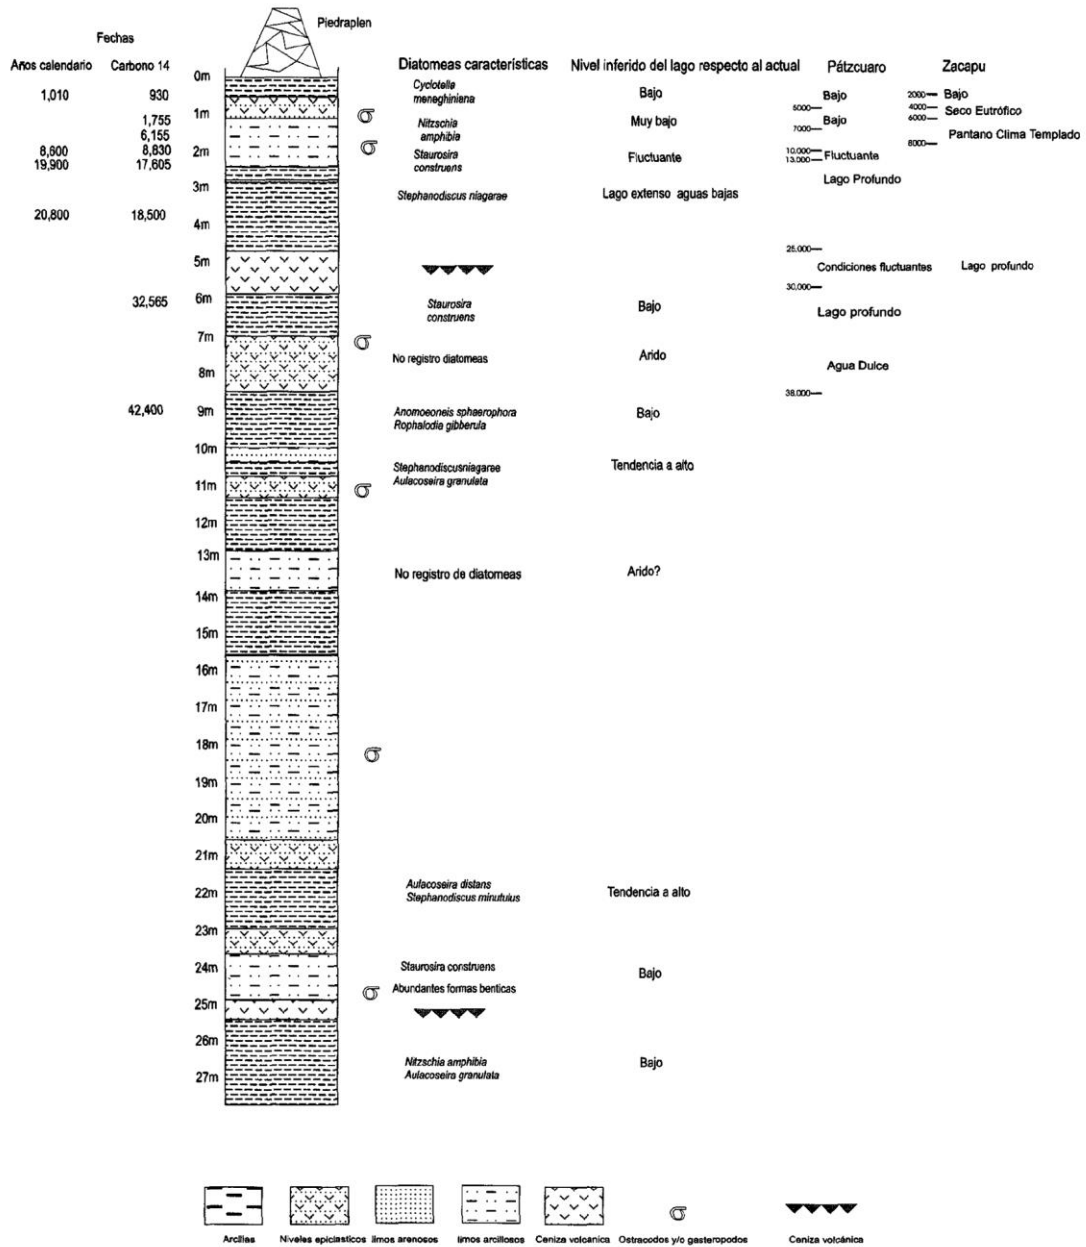 Piedraplen
Fechas
Años calendario Carbono 14 Diatomeas características Nivel inferido del lago respecto al actual Pátzcuaro Zacapu
0m
1,010 930 Cyclotella meneghiniana Bajo Bajo 2000 Bajo
1m 5000 4000 Seco Eutrófico
1,755 Nitzschia amphibia Muy bajo Bajo 6000
6,155 7000 Pantano Clima Templado
8,600 8,830 2m Staurosira construens Fluctuante 10.000 8000
19,900 17,605 13.000 Fluctuante
3m Lago Profundo
Stephanodiscus niagarae Lago extenso aguas bajas
20,800 18,500
4m
25.000
5m Condiciones fluctuantes Lago profundo
30.000
6m
32,565 Staurosira construens Bajo Lago profundo
7m
No registro diatomeas Arido Agua Dulce
8m
38.000
42,400 9m Anomoeoneis sphaerophora Bajo
Rophalodia gibberula
10m
Stephanodiscusniagarae Tendencia a alto
Aulacoseira granulata
11m
12m
13m
No registro de diatomeas Arido?
14m
15m
16m
17m
18m
19m
20m
21m
22m Aulacoseira distans Tendencia a alto
Stephanodiscus minutulus
23m
24m Staurosira construens Bajo
Abundantes formas benticas
25m
26m
Nitzschia amphibia Bajo
27m Aulacoseira granulata
Arcillas Niveles epiclasticos limos arenosos limos arcillosos Ceniza volcanica Ostracodos y/o gasteropodos Ceniza volcánica